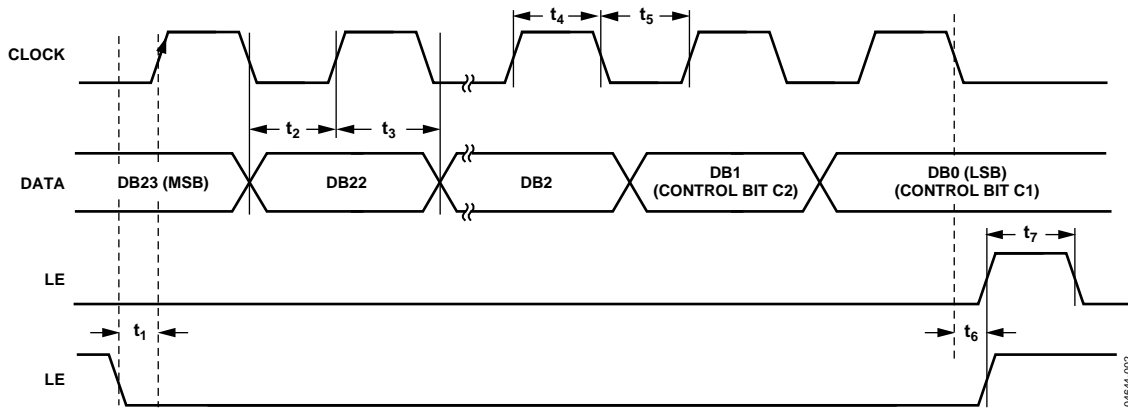 t4
t5
CLOCK
t2
t3
DATA
DB23 (MSB)
DB22
DB2
DB1
(CONTROL BIT C2)
DB0 (LSB)
(CONTROL BIT C1)
t7
LE
t1
t6
LE
04644-002